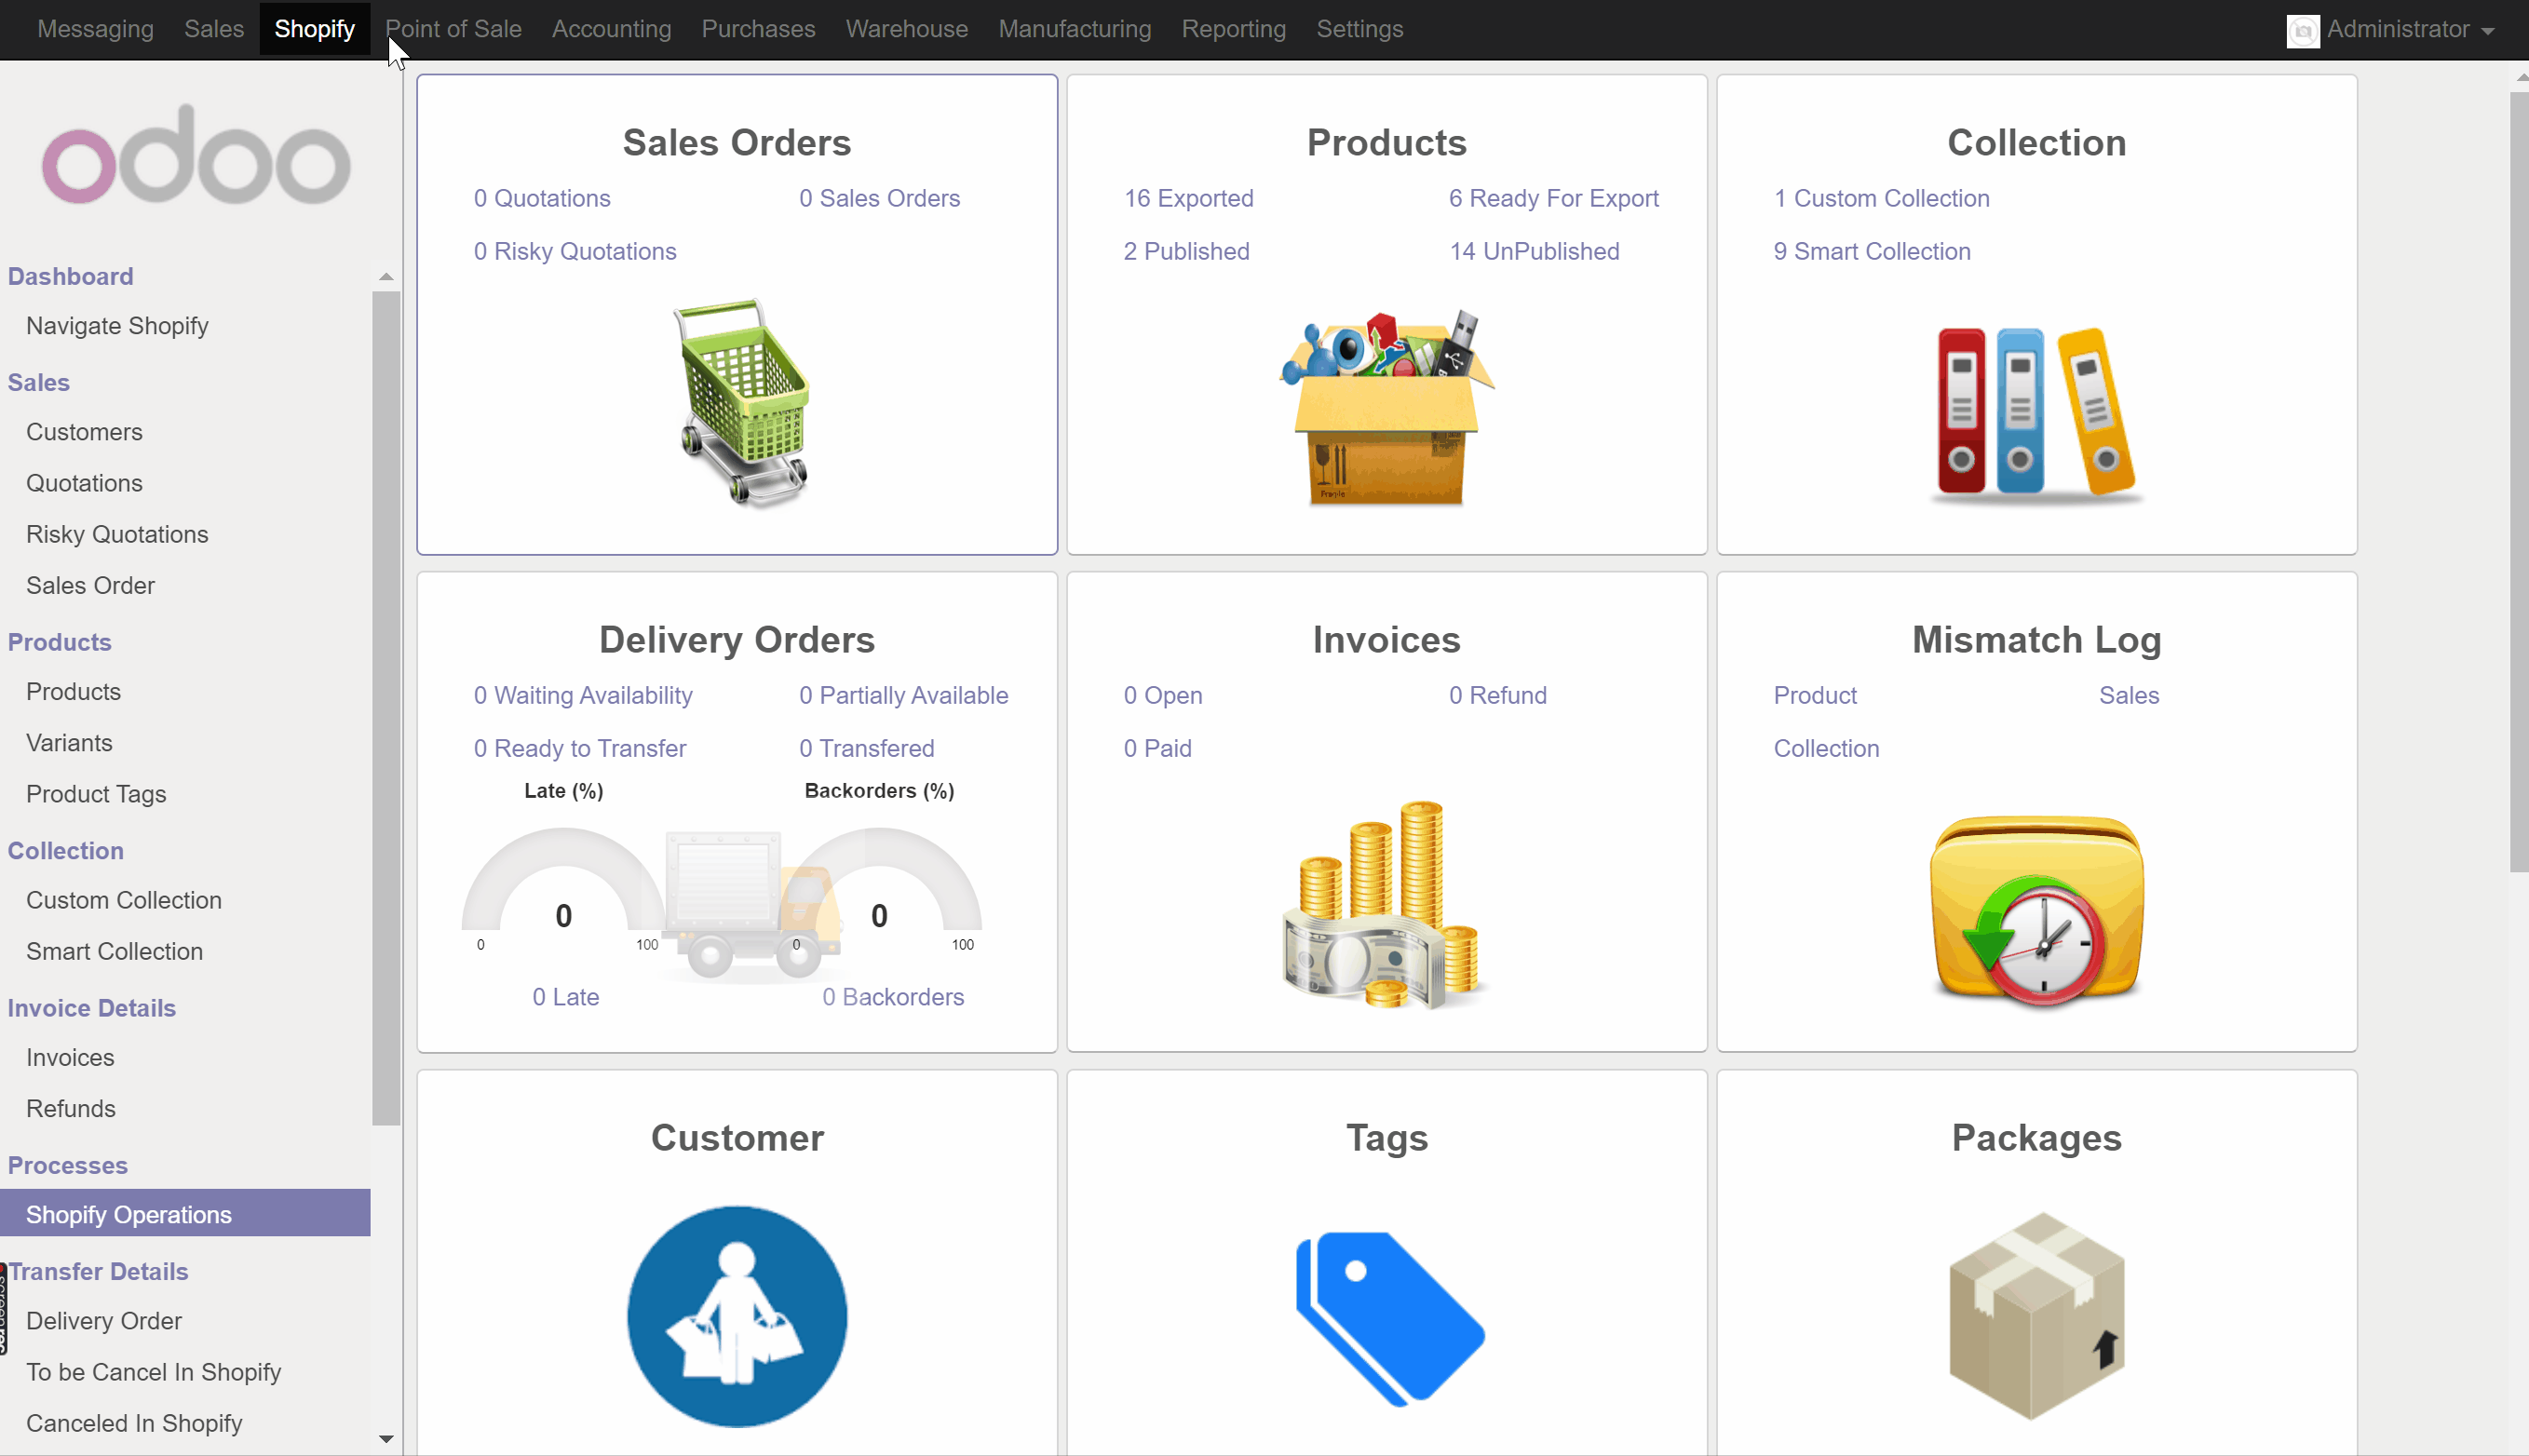 Messaging Sales Shopify Point of Sale Accounting Purchases Warehouse Manufacturing Reporting Settings Administrator
odoo
Dashboard
Navigate Shopify
Sales
Customers
Quotations
Risky Quotations
Sales Order
Products
Products
Variants
Product Tags
Collection
Custom Collection
Smart Collection
Invoice Details
Invoices
Refunds
Processes
Shopify Operations
Transfer Details
Delivery Order
To be Cancel In Shopify
Canceled In Shopify
Sales Orders
0 Quotations 0 Sales Orders
0 Risky Quotations
Products
16 Exported 6 Ready For Export
2 Published 14 UnPublished
Fragile
Collection
1 Custom Collection
9 Smart Collection
Delivery Orders
0 Waiting Availability 0 Partially Available
0 Ready to Transfer 0 Transfered
Late (%) Backorders (%)
0 0
0 100 0 100
0 Late 0 Backorders
Invoices
0 Open 0 Refund
0 Paid
Mismatch Log
Product Sales
Collection
Customer
Tags
Packages